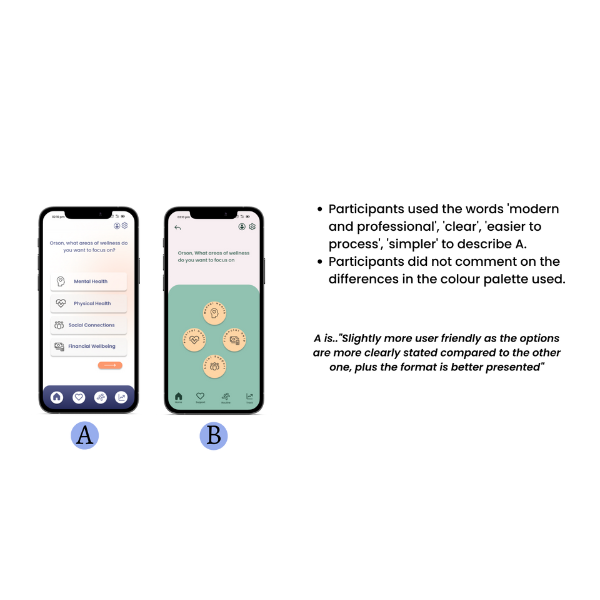 Orson, what areas of wellness do
you want to focus on?
Mental Health
Physical Health
Social Connections
Financial Wellbeing
A
Orson, What areas of wellness
do you want to focus on
B
• Participants used the words 'modern
and professional', 'clear', 'easier to
process', 'simpler' to describe A.
• Participants did not comment on the
differences in the colour palette used.
A is.."Slightly more user friendly as the options
are more clearly stated compared to the other
one, plus the format is better presented"